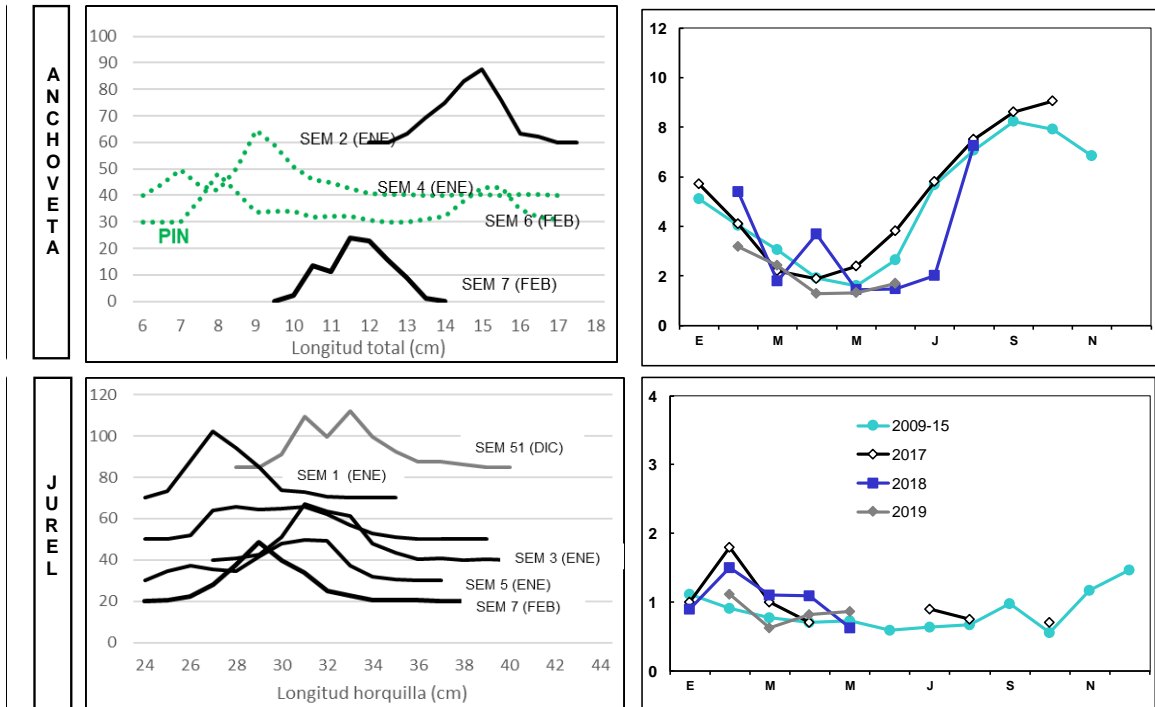 ANCHOVETA
100
90
80
70
60
50
40
30
20
10
0
SEM 2 (ENE)
SEM 4 (ENE)
SEM 6 (FEB)
PIN
SEM 7 (FEB)
6 7 8 9 10 11 12 13 14 15 16 17 18
Longitud total (cm)
12
10
8
6
4
2
0
E M M J S N
JUREL
120
100
80
60
40
20
0
SEM 51 (DIC)
SEM 1 (ENE)
SEM 3 (ENE)
SEM 5 (ENE)
SEM 7 (FEB)
24 26 28 30 32 34 36 38 40 42 44
Longitud horquilla (cm)
4
3
2
1
0
2009-15
2017
2018
2019
E M M J S N